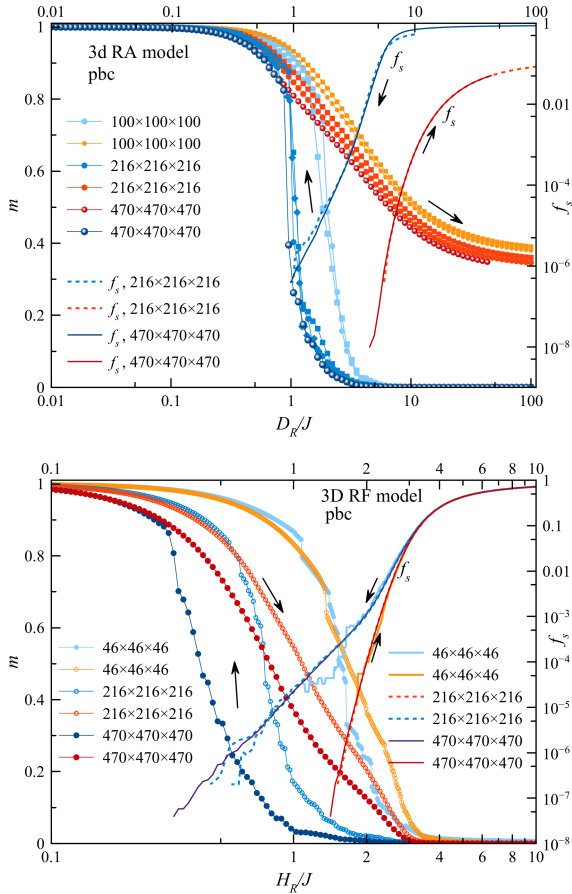 1
3d RA model
pbc
0.8
0.6
0.4
0.2
0
m
100×100×100
100×100×100
216×216×216
216×216×216
470×470×470
470×470×470
f_s, 216×216×216
f_s, 216×216×216
f_s, 470×470×470
f_s, 470×470×470
f_s
f_s
1
0.01
10^{-4}
10^{-6}
10^{-8}
f_s
0.01 0.1 1 10 100
D_R/J
0.1 1 2 4 6 8 10
1
3D RF model
pbc
0.8
0.6
0.4
0.2
0
m
f_s
46×46×46
46×46×46
216×216×216
216×216×216
470×470×470
470×470×470
46×46×46
46×46×46
216×216×216
216×216×216
470×470×470
470×470×470
1
0.1
0.01
10^{-3}
10^{-4}
10^{-5}
10^{-6}
10^{-7}
10^{-8}
f_s
0.1 1 2 4 6 8 10
H_R/J